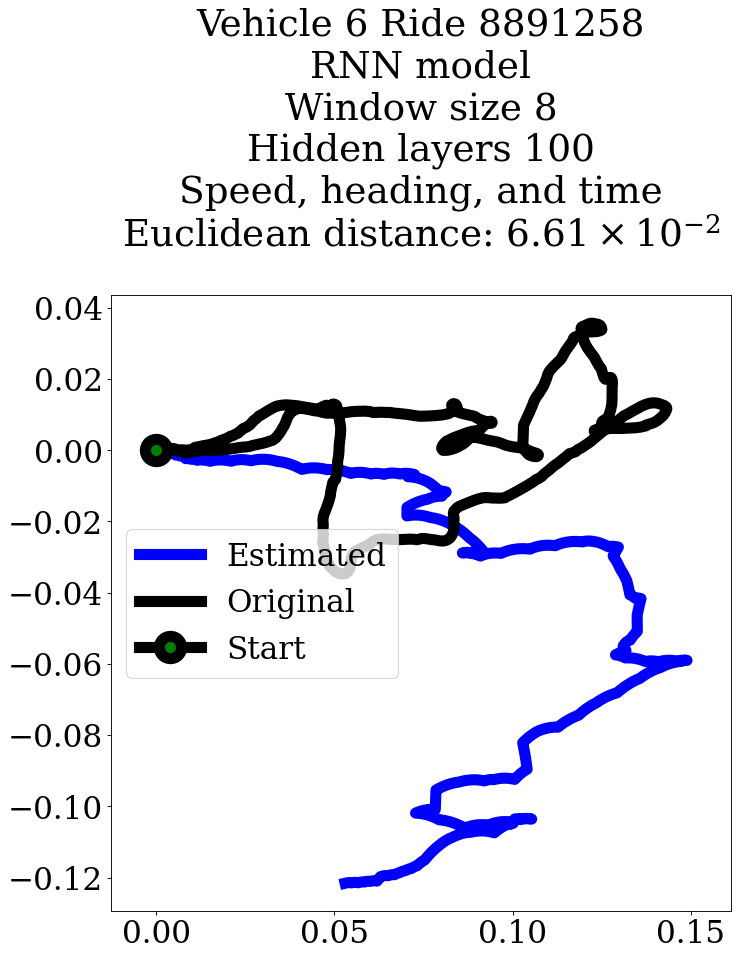 Vehicle 6 Ride 8891258
RNN model
Window size 8
Hidden layers 100
Speed, heading, and time
Euclidean distance: 6.61 × 10⁻²
0.04
0.02
0.00
−0.02
−0.04
−0.06
−0.08
−0.10
−0.12
Estimated
Original
Start
0.00 0.05 0.10 0.15